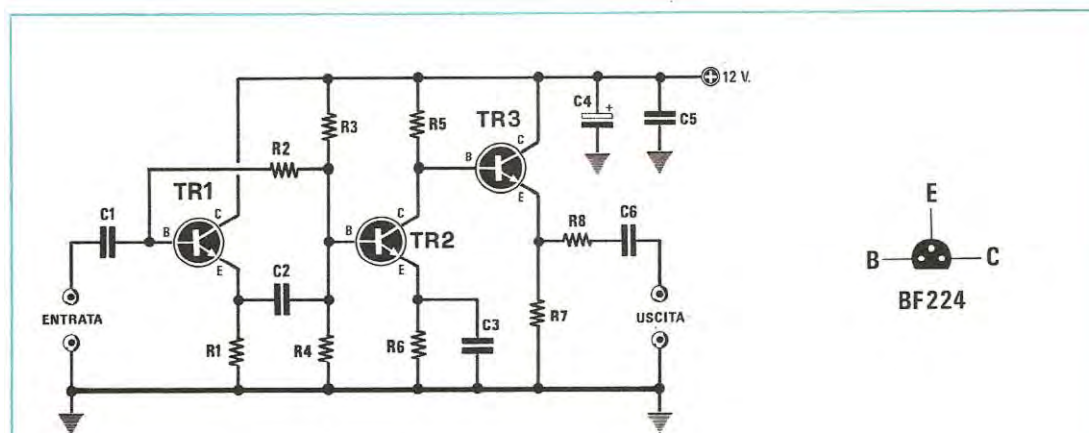 12 V.
C4
+
C5
R3
R5
TR3
C
B
E
R2
TR1
C1
B
C
E
C2
B
C
E
TR2
R8
C6
ENTRATA
R1
R4
R6
C3
R7
USCITA
E
B
C
BF224